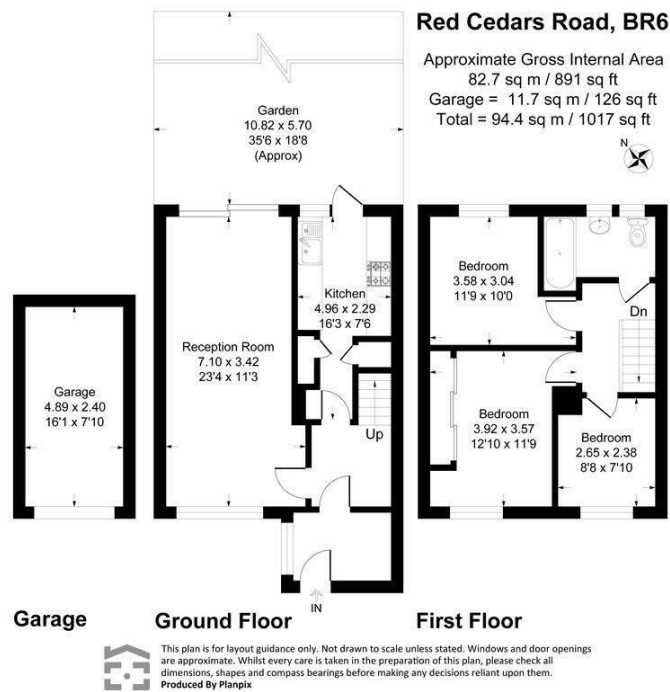 Red Cedars Road, BR6
Approximate Gross Internal Area
82.7 sq m / 891 sq ft
Garage = 11.7 sq m / 126 sq ft
Total = 94.4 sq m / 1017 sq ft
N
Garden
10.82 x 5.70
35'6 x 18'8
(Approx)
Kitchen
4.96 x 2.29
16'3 x 7'6
Reception Room
7.10 x 3.42
23'4 x 11'3
Up
IN
Garage
4.89 x 2.40
16'1 x 7'10
Bedroom
3.58 x 3.04
11'9 x 10'0
Dn
Bedroom
3.92 x 3.57
12'10 x 11'9
Bedroom
2.65 x 2.38
8'8 x 7'10
Garage
Ground Floor
First Floor
This plan is for layout guidance only. Not drawn to scale unless stated. Windows and door openings
are approximate. Whilst every care is taken in the preparation of this plan, please check all
dimensions, shapes and compass bearings before making any decisions reliant upon them.
Produced By Planpix